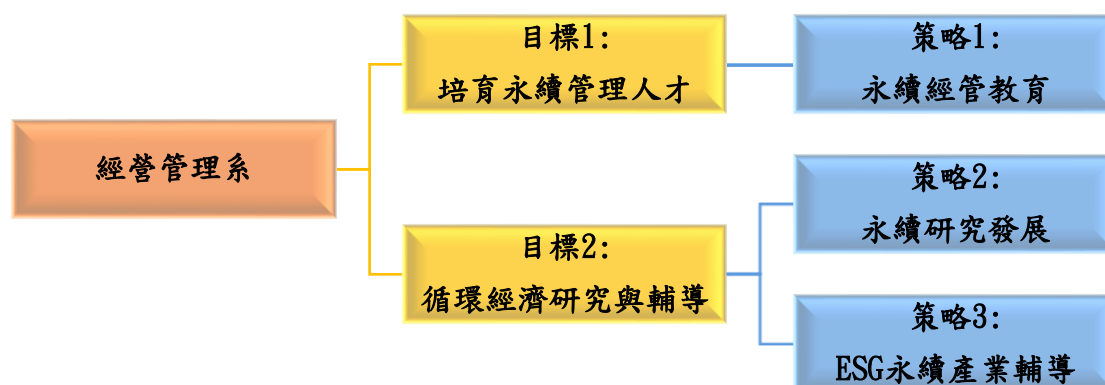 經營管理系
目標1:
培育永續管理人才
策略1:
永續經管教育
目標2:
循環經濟研究與輔導
策略2:
永續研究發展
策略3:
ESG永續產業輔導